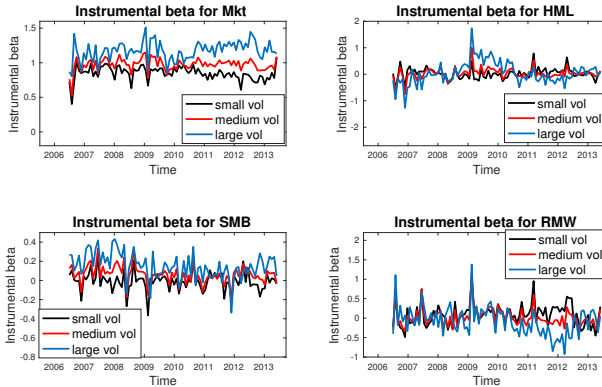 Instrumental beta for Mkt
Instrumental beta
1.5
1
0.5
0
small vol
medium vol
large vol
2006 2007 2008 2009 2010 2011 2012 2013
Time
Instrumental beta for HML
Instrumental beta
2
1
0
-1
-2
small vol
medium vol
large vol
2006 2007 2008 2009 2010 2011 2012 2013
Time
Instrumental beta for SMB
Instrumental beta
0.4
0.2
0
-0.2
-0.4
-0.6
-0.8
small vol
medium vol
large vol
2006 2007 2008 2009 2010 2011 2012 2013
Time
Instrumental beta for RMW
Instrumental beta
2
1.5
1
0.5
0
-0.5
-1
small vol
medium vol
large vol
2006 2007 2008 2009 2010 2011 2012 2013
Time